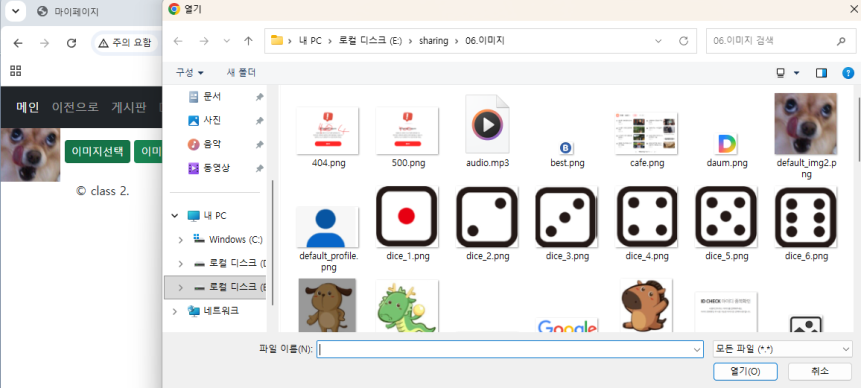 마이페이지
주의 요함
메인 이전으로 게시판
이미지선택
© class 2.
열기
내 PC > 로컬 디스크 (E:) > sharing > 06.이미지
06.이미지 검색
구성
새 폴더
문서
사진
음악
동영상
내 PC
Windows (C:)
로컬 디스크 (D
로컬 디스크 (E
네트워크
404.png
500.png
audio.mp3
best.png
cafe.png
daum.png
default_img2.p
ng
default_profile.
png
dice_1.png
dice_2.png
dice_3.png
dice_4.png
dice_5.png
dice_6.png
Google
파일 이름(N):
모든 파일 (*.*)
열기(O)
취소